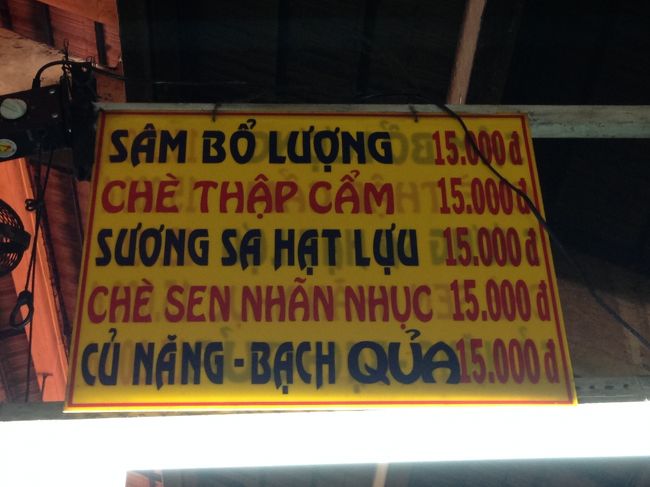 SÂM BỔ LƯỢNG 15.000 đ
CHÈ THẬP CẨM 15.000 đ
SƯƠNG SA HẠT LỰU 15.000 đ
CHÈ SEN NHÃN NHỤC 15.000 đ
CỦ NĂNG - BẠCH QUẢ 15.000 đ